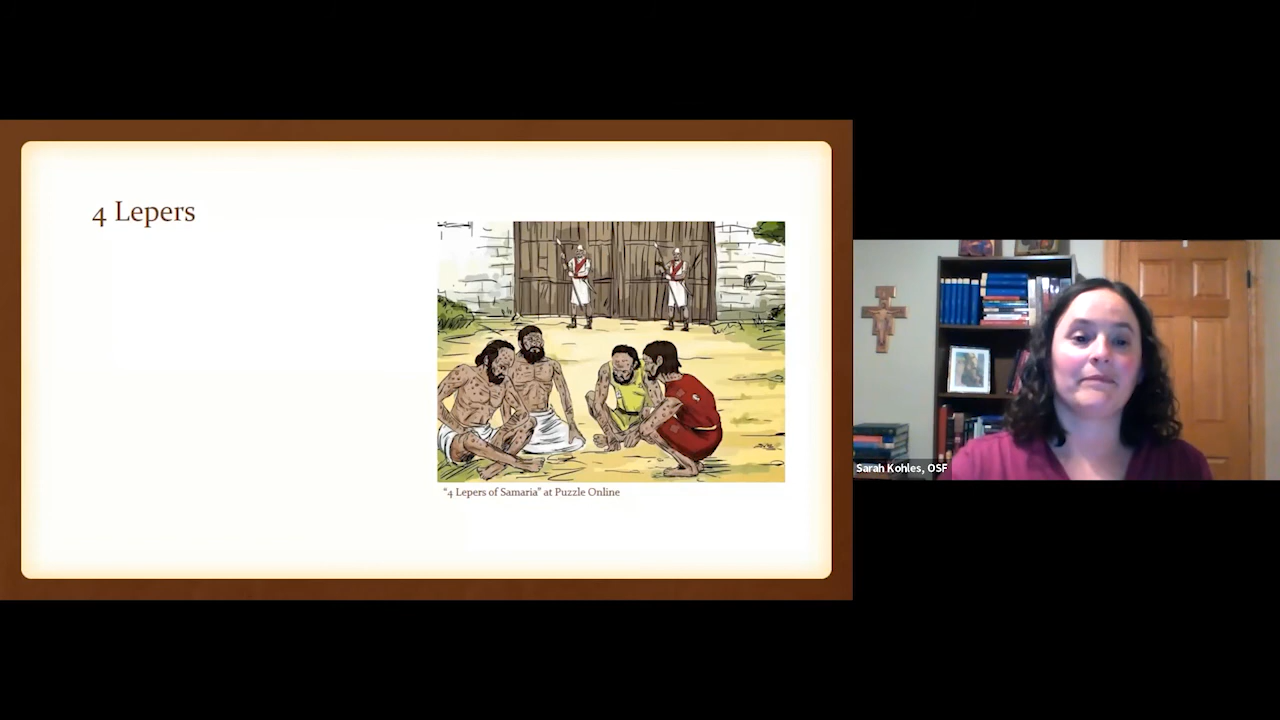 4 Lepers
“4 Lepers of Samaria” at Puzzle Online
Sarah Kohles, OSF